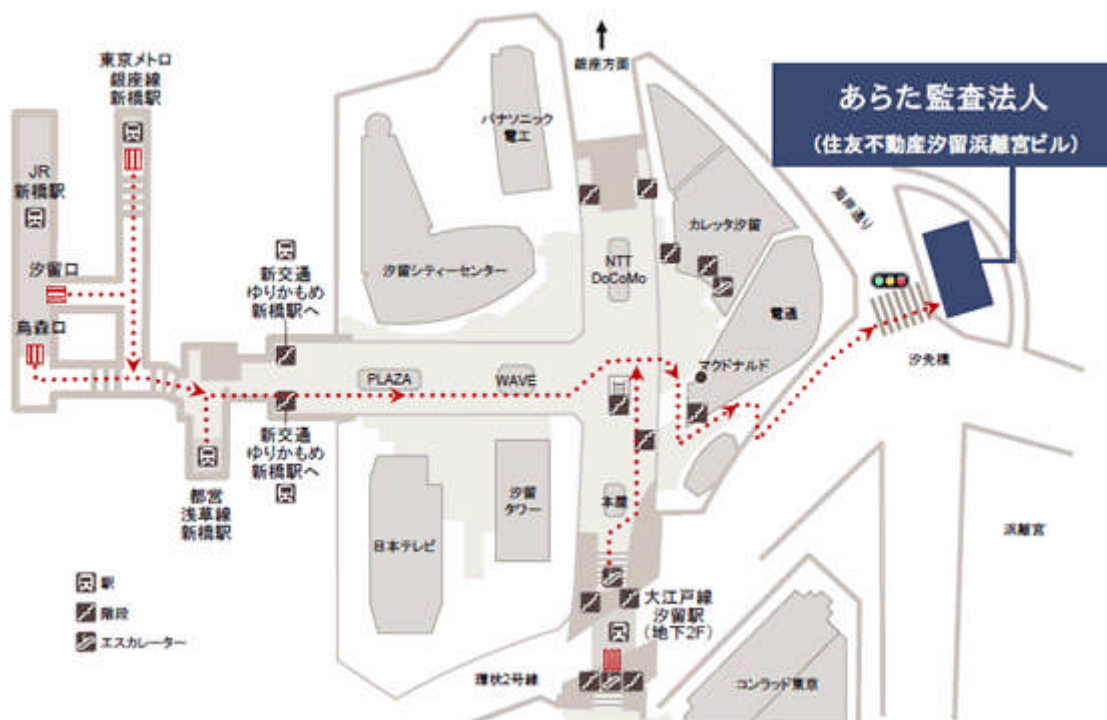 東京メトロ
銀座線
新橋駅
銀座方面
あらた監査法人
(住友不動産汐留浜離宮ビル)
パナソニック
電工
JR
新橋駅
海岸通り
カレッタ汐留
汐留シティーセンター
NTT
DoCoMo
新交通
ゆりかもめ
新橋駅へ
汐留口
電通
烏森口
汐先橋
マクドナルド
PLAZA
WAVE
新交通
ゆりかもめ
新橋駅へ
都営
浅草線
新橋駅
汐留
タワー
本屋
日本テレビ
浜離宮
駅
階段
エスカレーター
大江戸線
汐留駅
(地下2F)
環状2号線
コンラッド東京